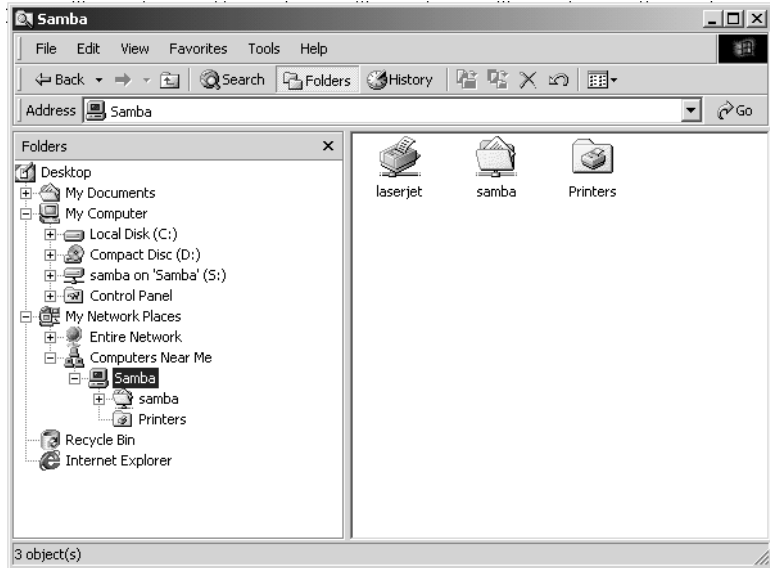 Samba
File Edit View Favorites Tools Help
Back Search Folders History
Address Samba Go
Folders
Desktop
My Documents
My Computer
Local Disk (C:)
Compact Disc (D:)
samba on 'Samba' (S:)
Control Panel
My Network Places
Entire Network
Computers Near Me
Samba
samba
Printers
Recycle Bin
Internet Explorer
laserjet samba Printers
3 object(s)